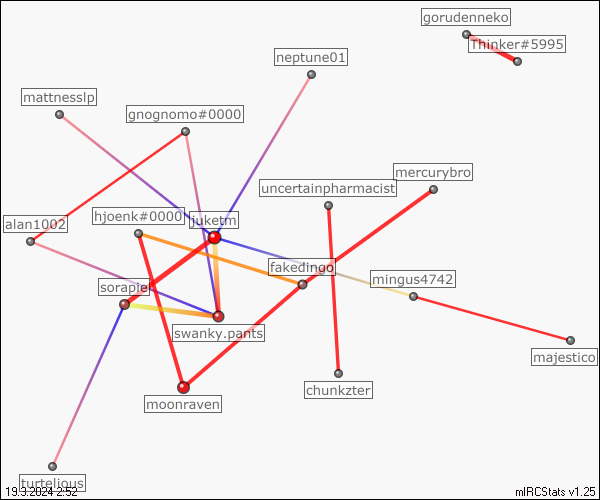 gorudenneko
Thinker#5995
neptune01
mattnesslp
gnognomo#0000
mercurybro
uncertainpharmacist
hjoenk#0000
juketm
alan1002
fakedingo
mingus4742
sorapiel
swanky.pants
majestico
chunkzter
moonraven
turtelious
19.3.2024 2:52
mIRCStats v1.25